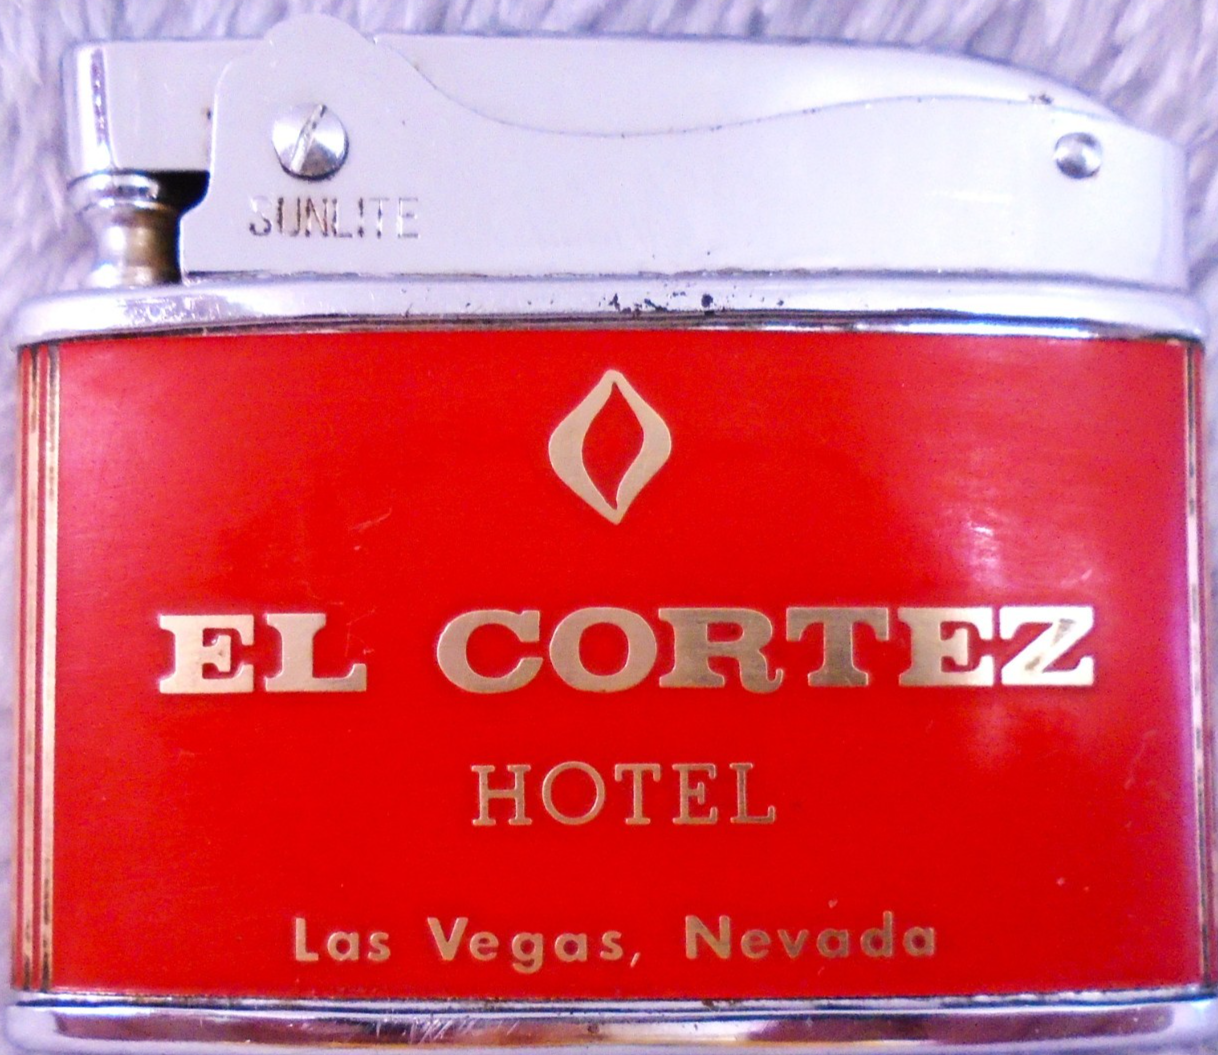 SUNLITE
EL CORTEZ
HOTEL
Las Vegas, Nevada